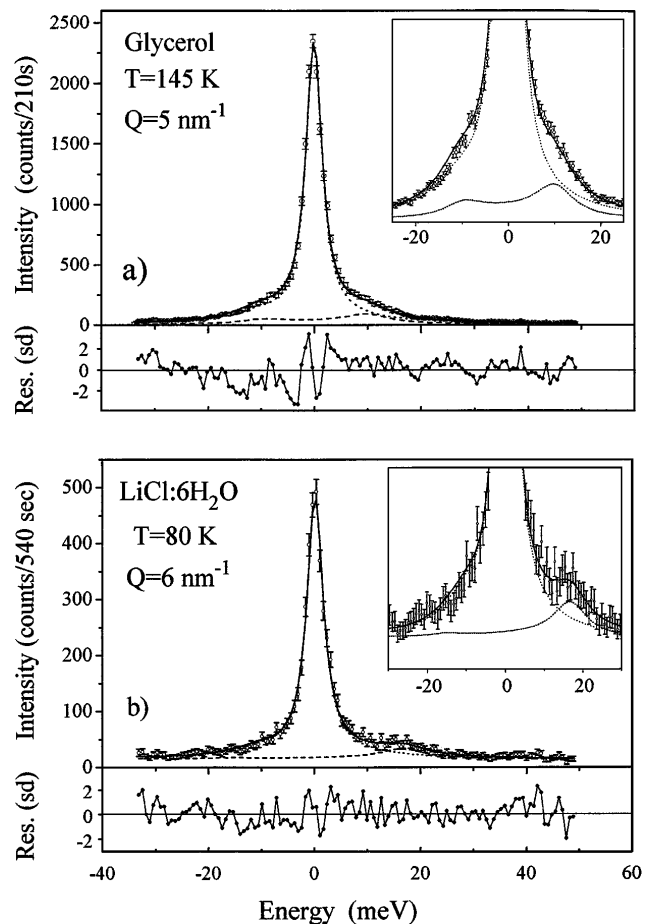 2500
2000
1500
1000
500
0
Intensity (counts/210s)
Glycerol
T=145 K
Q=5 nm⁻¹
a)
-20 0 20
2
0
-2
Res. (sd)
500
400
300
200
100
0
Intensity (counts/540 sec)
LiCl:6H₂O
T=80 K
Q=6 nm⁻¹
b)
-20 0 20
2
0
-2
Res. (sd)
-40 -20 0 20 40 60
Energy (meV)